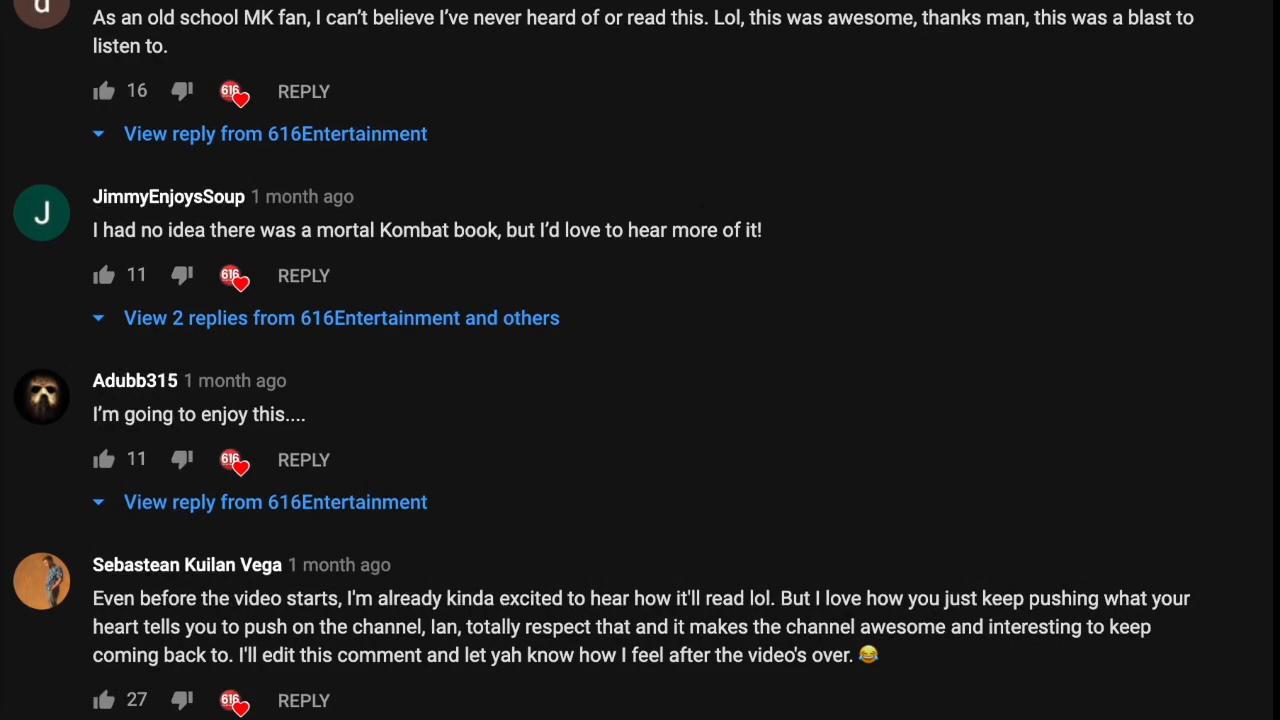 d
As an old school MK fan, I can't believe I've never heard of or read this. Lol, this was awesome, thanks man, this was a blast to
listen to.
16 616 REPLY
View reply from 616Entertainment
J
JimmyEnjoysSoup 1 month ago
I had no idea there was a mortal Kombat book, but I'd love to hear more of it!
11 616 REPLY
View 2 replies from 616Entertainment and others
Adubb315 1 month ago
I'm going to enjoy this....
11 616 REPLY
View reply from 616Entertainment
Sebastean Kuilan Vega 1 month ago
Even before the video starts, I'm already kinda excited to hear how it'll read lol. But I love how you just keep pushing what your
heart tells you to push on the channel, Ian, totally respect that and it makes the channel awesome and interesting to keep
coming back to. I'll edit this comment and let yah know how I feel after the video's over. 😂
27 616 REPLY